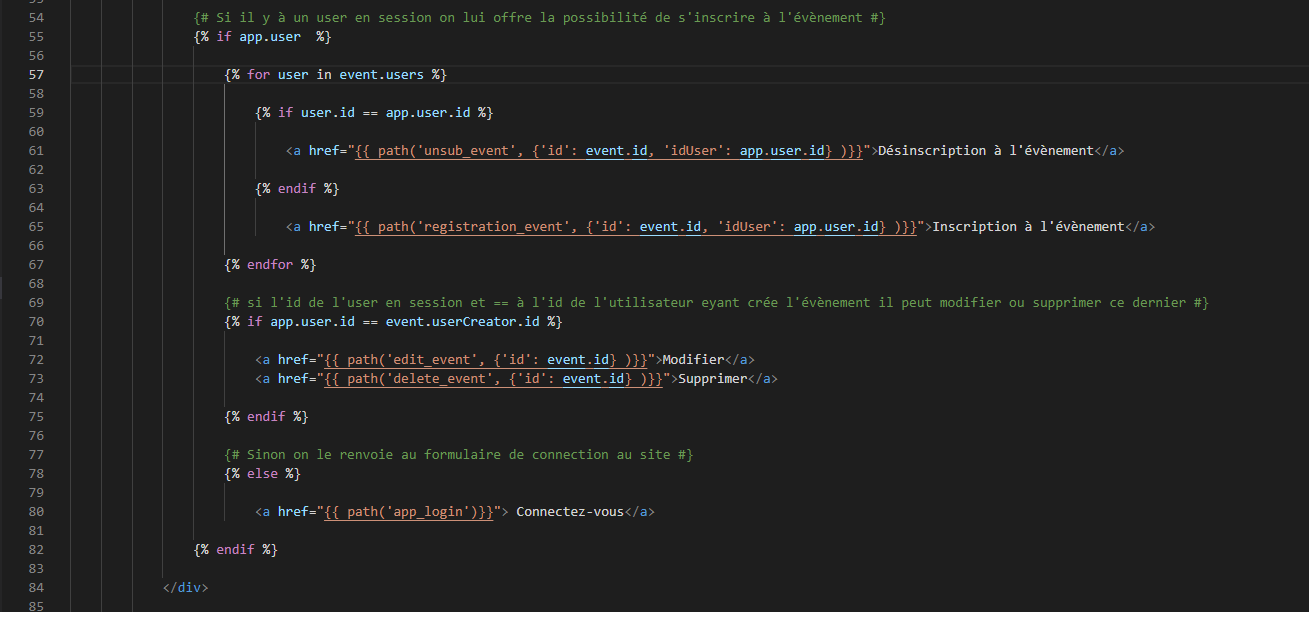 54 {# Si il y à un user en session on lui offre la possibilité de s'inscrire à l'évènement #}
55 {% if app.user  %}
56
57 {% for user in event.users %}
58
59 {% if user.id == app.user.id %}
60
61 <a href="{{ path('unsub_event', {'id': event.id, 'idUser': app.user.id} )}}">Désinscription à l'évènement</a>
62
63 {% endif %}
64
65 <a href="{{ path('registration_event', {'id': event.id, 'idUser': app.user.id} )}}">Inscription à l'évènement</a>
66
67 {% endfor %}
68
69 {# si l'id de l'user en session et == à l'id de l'utilisateur eyant crée l'évènement il peut modifier ou supprimer ce dernier #}
70 {% if app.user.id == event.userCreator.id %}
71
72 <a href="{{ path('edit_event', {'id': event.id} )}}">Modifier</a>
73 <a href="{{ path('delete_event', {'id': event.id} )}}">Supprimer</a>
74
75 {% endif %}
76
77 {# Sinon on le renvoie au formulaire de connection au site #}
78 {% else %}
79
80 <a href="{{ path('app_login')}}"> Connectez-vous</a>
81
82 {% endif %}
83
84 </div>
85